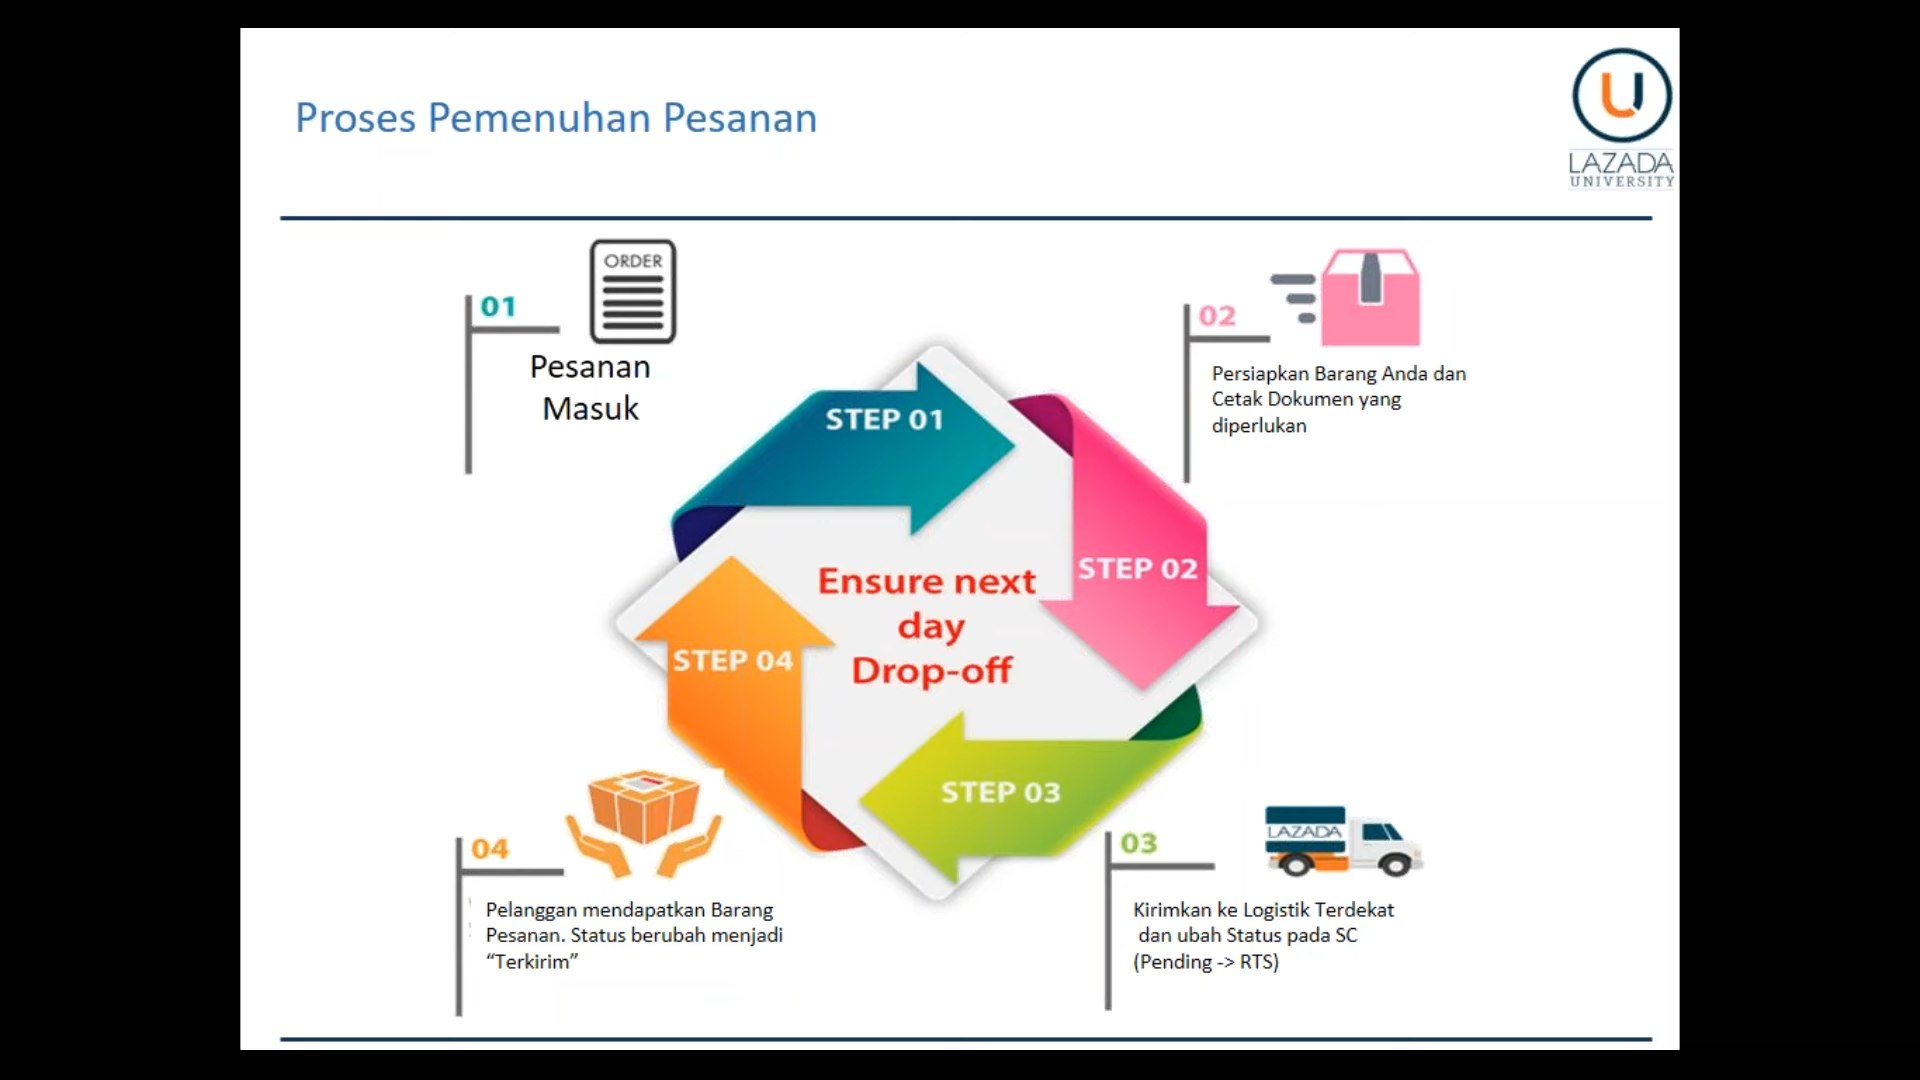 Proses Pemenuhan Pesanan
LAZADA
UNIVERSITY
01
ORDER
Pesanan
Masuk
02
Persiapkan Barang Anda dan
Cetak Dokumen yang
diperlukan
STEP 01
STEP 02
Ensure next
day
Drop-off
STEP 04
STEP 03
04
Pelanggan mendapatkan Barang
Pesanan. Status berubah menjadi
“Terkirim”
03
LAZADA
Kirimkan ke Logistik Terdekat
dan ubah Status pada SC
(Pending -> RTS)